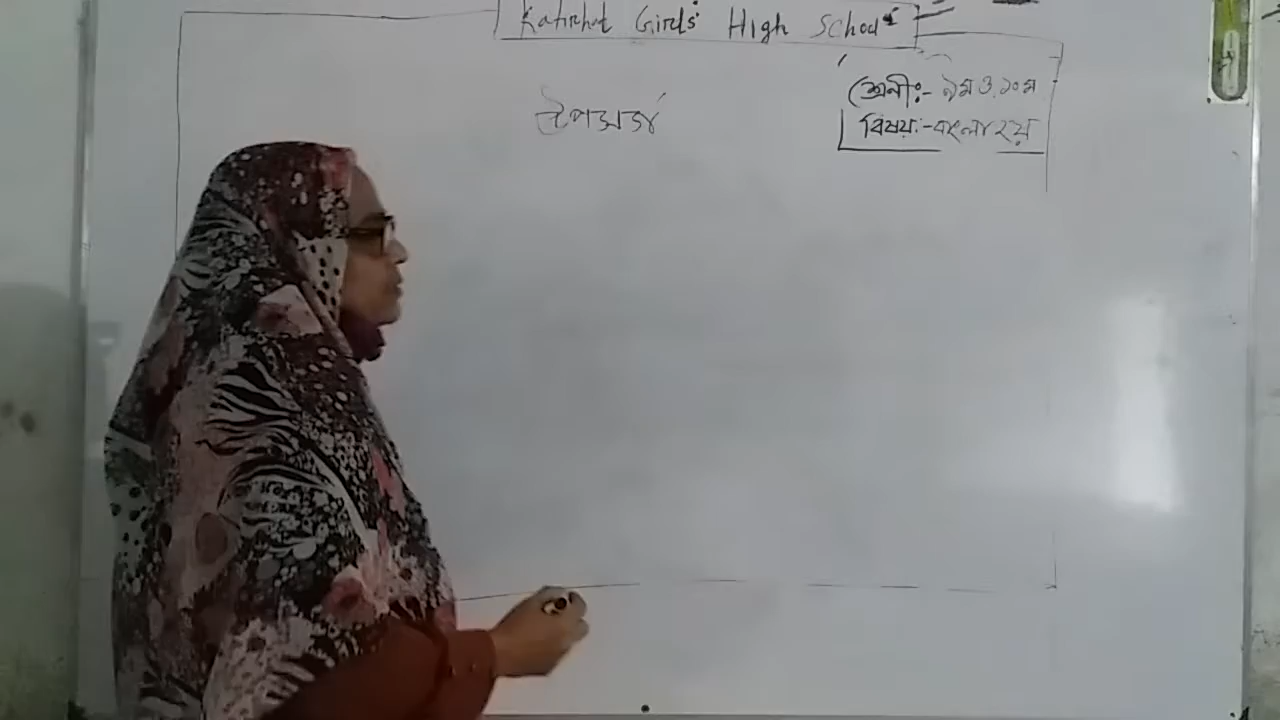 Katirhat Girls' High School
শ্রেণী:- ৯ম ও ১০ম
উপসর্গ
বিষয়:-বাংলা ২য়